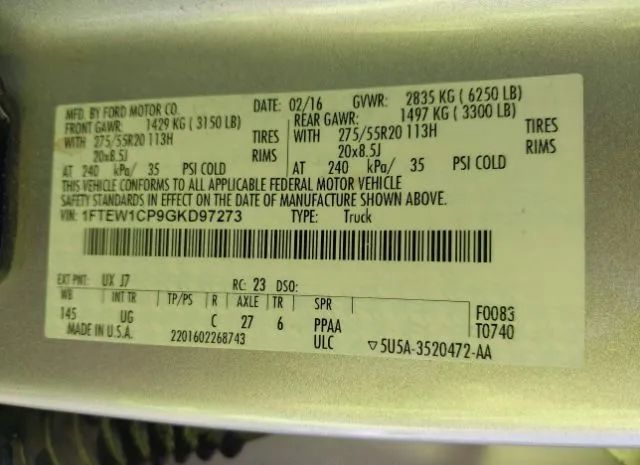 MFD. BY FORD MOTOR CO. DATE: 02/16 GVWR: 2835 KG ( 6250 LB)
FRONT GAWR: 1429 KG ( 3150 LB) REAR GAWR: 1497 KG ( 3300 LB)
WITH 275/55R20 113H TIRES WITH 275/55R20 113H TIRES
20x8.5J RIMS 20x8.5J RIMS
AT 240 kPa/ 35 PSI COLD AT 240 kPa/ 35 PSI COLD
THIS VEHICLE CONFORMS TO ALL APPLICABLE FEDERAL MOTOR VEHICLE
SAFETY STANDARDS IN EFFECT ON THE DATE OF MANUFACTURE SHOWN ABOVE.
VIN: 1FTEW1CP9GKD97273 TYPE: Truck
EXT PNT: UX J7 RC: 23 DSO:
WB INT TR TP/PS R AXLE TR SPR F0083
145 UG C 27 6 PPAA T0740
MADE IN U.S.A. 2201602268743 ULC ▽5U5A-3520472-AA